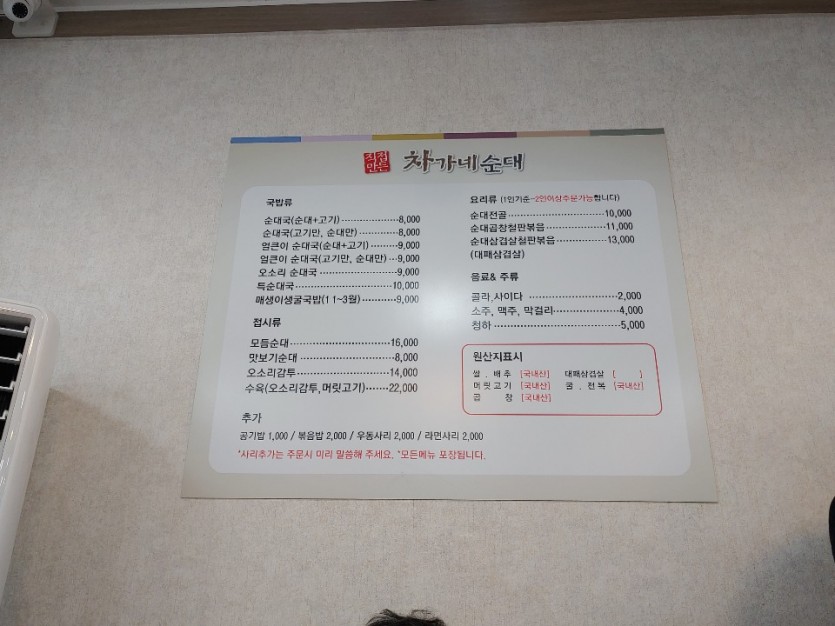 직접만든 차가네순대
국밥류
순대국(순대+고기) 8,000
순대국(고기만, 순대만) 8,000
얼큰이 순대국(순대+고기) 9,000
얼큰이 순대국(고기만, 순대만) 9,000
오소리 순대국 9,000
특순대국 10,000
매생이생굴국밥(11~3월) 9,000
접시류
모듬순대 16,000
맛보기순대 8,000
오소리감투 14,000
수육(오소리감투,머릿고기) 22,000
추가
공기밥 1,000 / 볶음밥 2,000 / 우동사리 2,000 / 라면사리 2,000
*사리추가는 주문시 미리 말씀해 주세요. *모든메뉴 포장됩니다.
요리류 (1인기준-2인이상주문가능합니다)
순대전골 10,000
순대곱창철판볶음 11,000
순대삼겹살철판볶음 13,000
(대패삼겹살)
음료& 주류
콜라,사이다 2,000
소주, 맥주, 막걸리 4,000
청하 5,000
원산지표시
쌀 , 배추 [국내산] 대패삼겹살 [ ]
머릿고기 [국내산] 굴 , 전복 [국내산]
곱 창 [국내산]